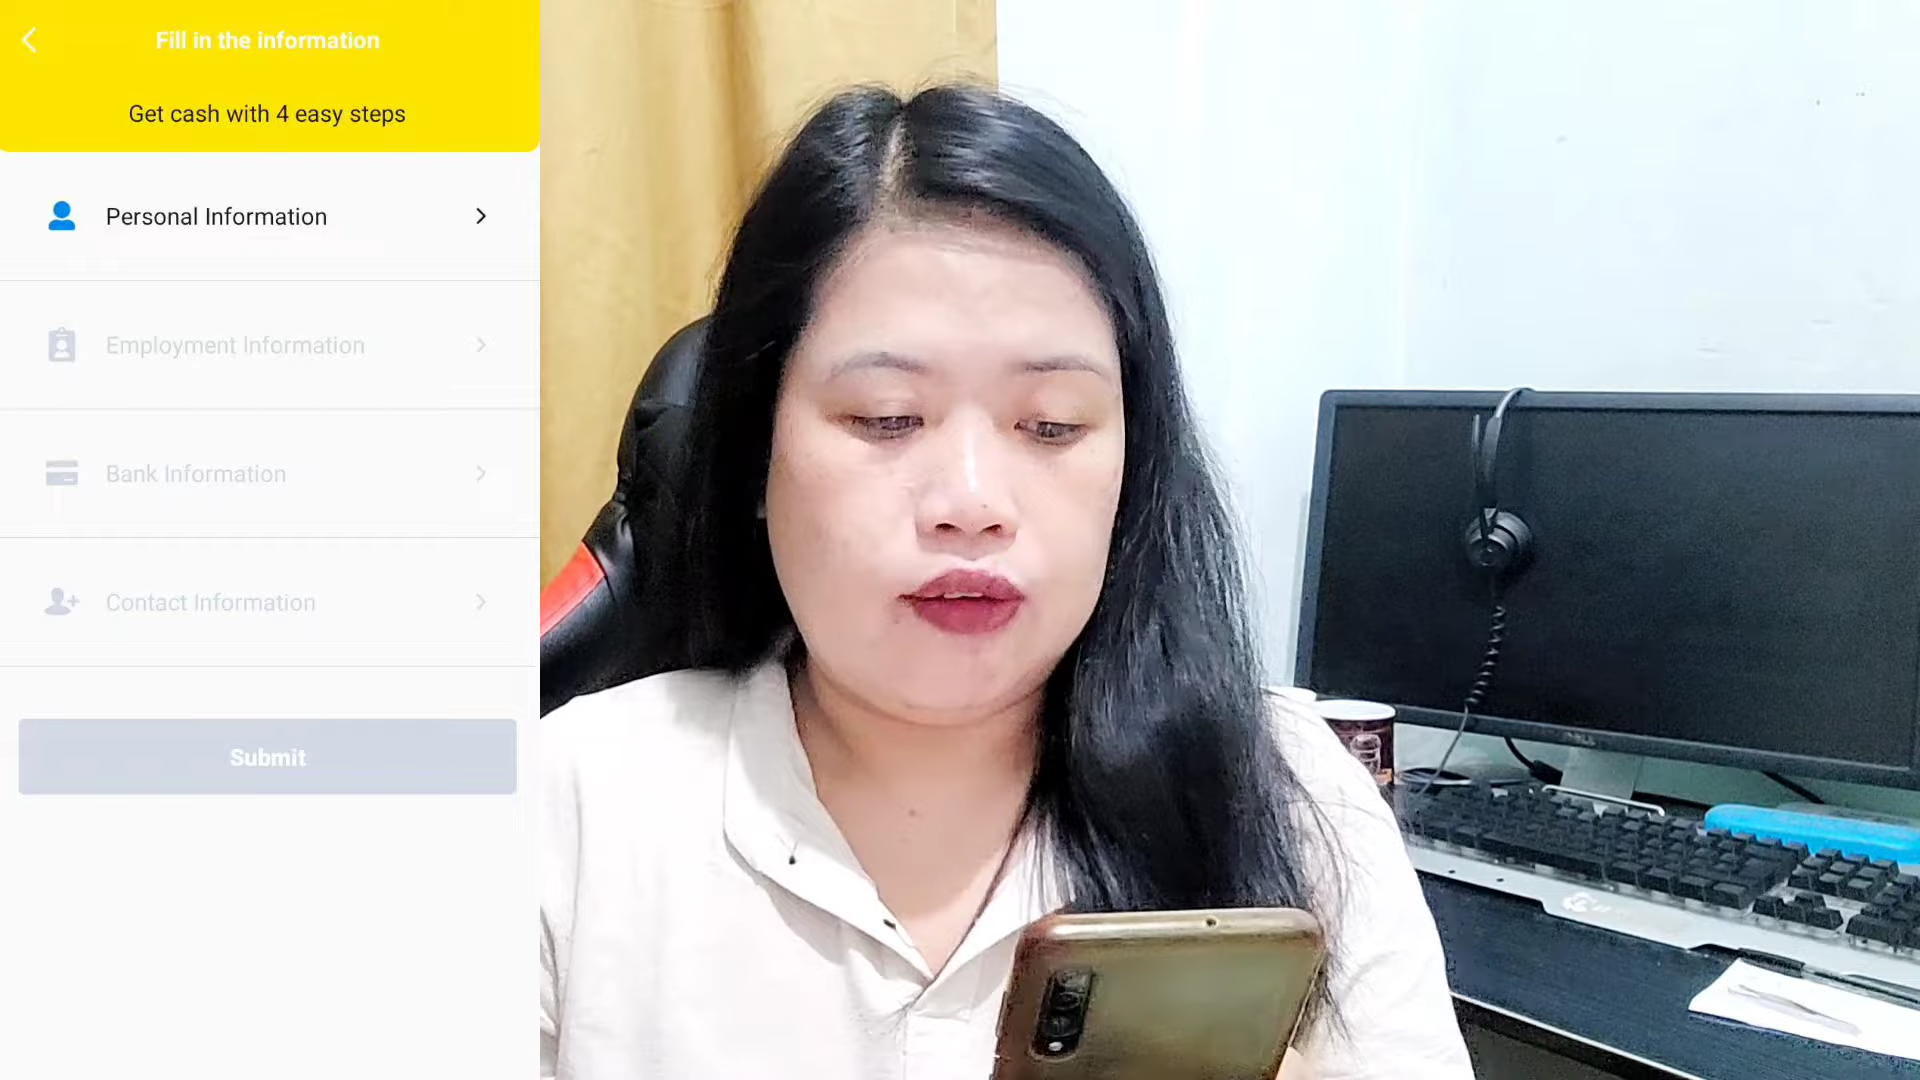 Fill in the information
Get cash with 4 easy steps
Personal Information
Employment Information
Bank Information
Contact Information
Submit
DELL